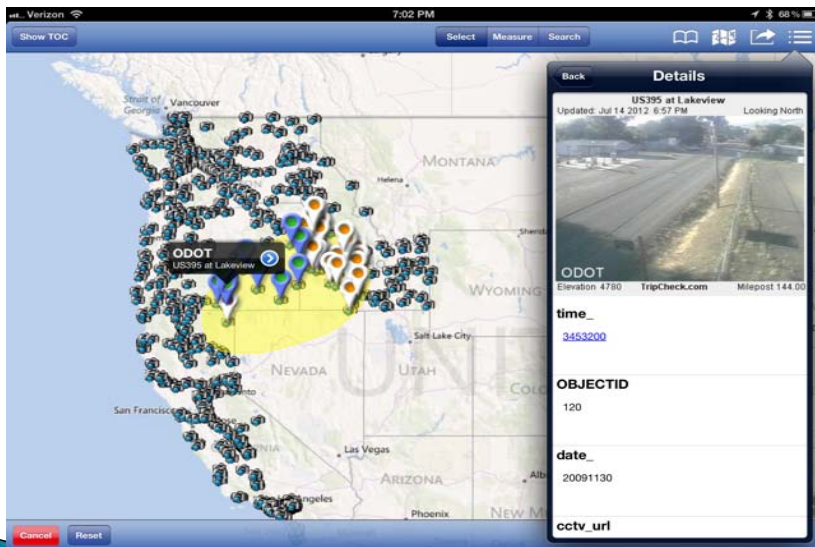 Verizon
7:02 PM
68%
Show TOC
Select Measure Search
Back
Details
US395 at Lakeview
Updated: Jul 14 2012 6:57 PM Looking North
ODOT
Elevation 4780 TripCheck.com Milepost 144.00
time_
3453200
OBJECTID
120
date_
20091130
cctv_url
Strait of
Georgia
Vancouver
MONTANA
Helena
ODOT
US395 at Lakeview
WYOMING
Salt Lake City
NEVADA
UTAH
San Francisco
Las Vegas
ARIZONA
Phoenix
Cancel
Reset